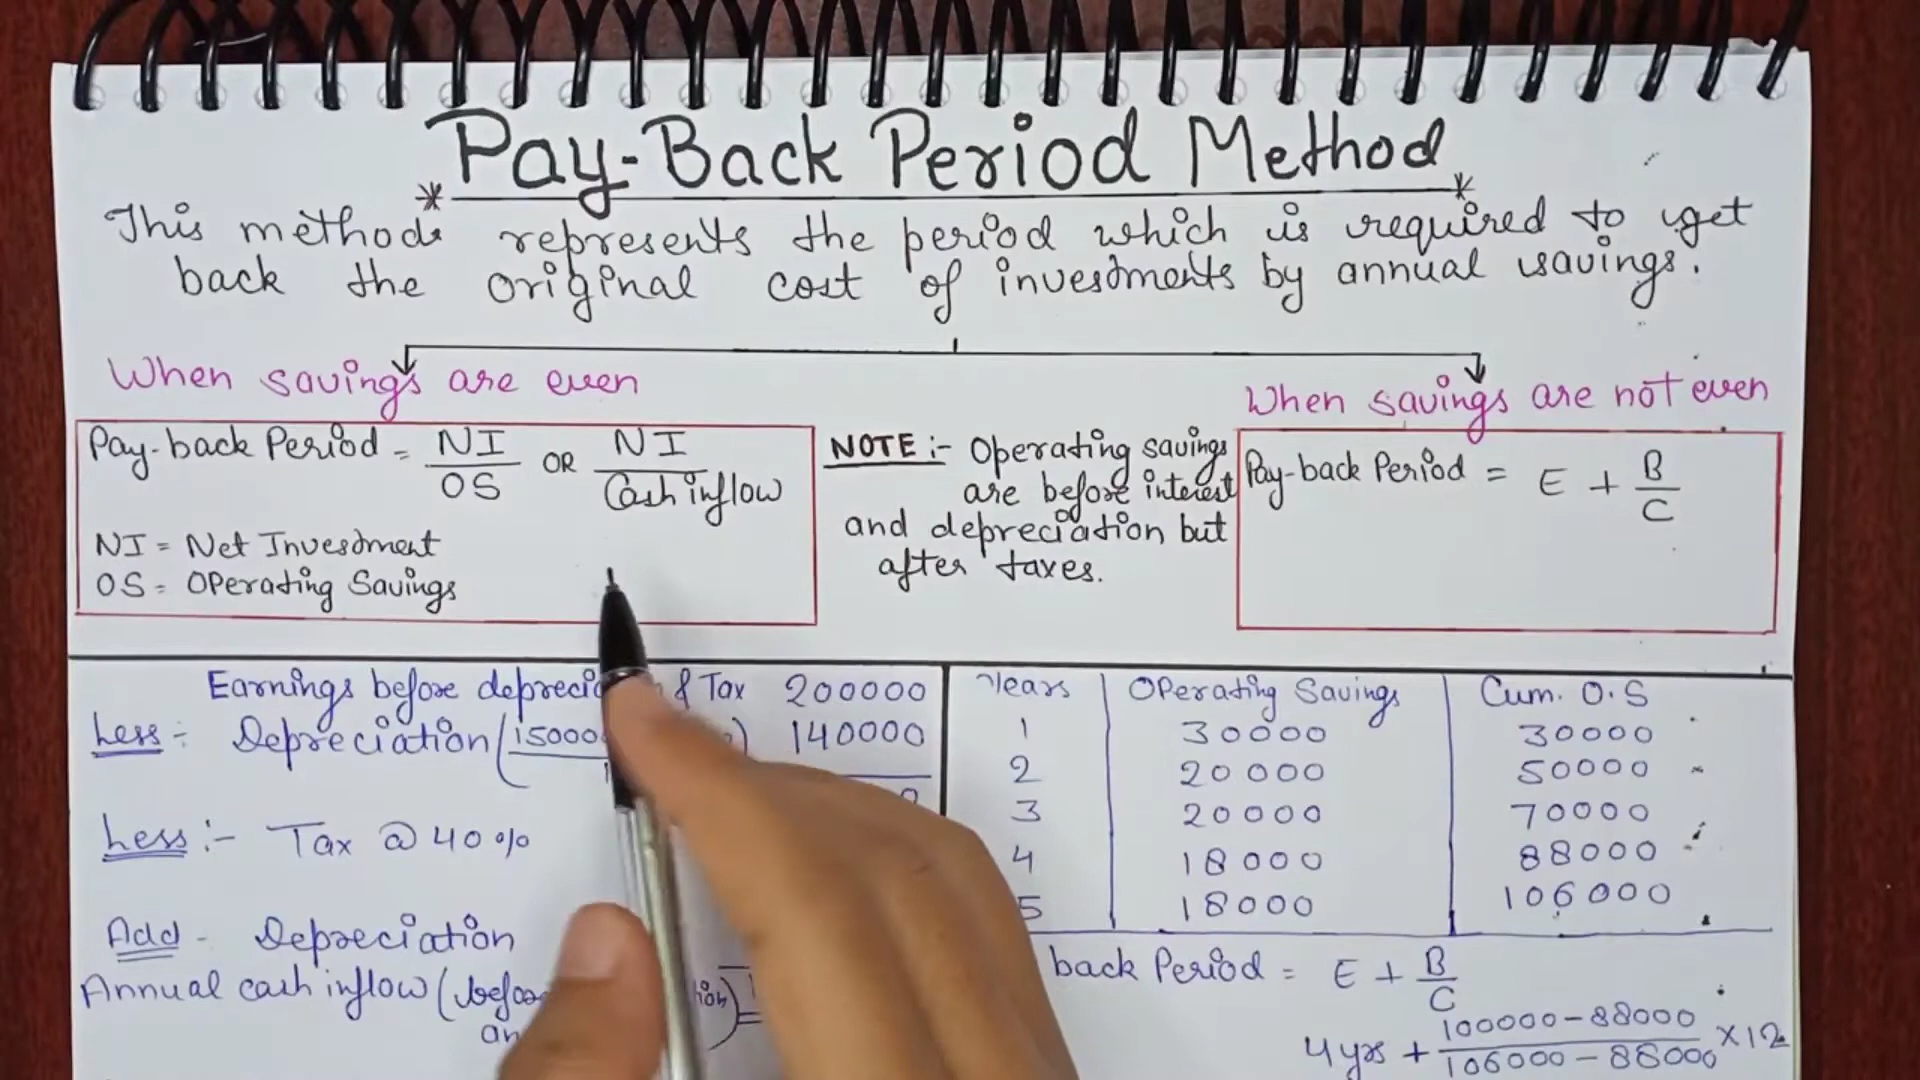 Pay-Back Period Method
This method represents the period which is required to get
back the original cost of investments by annual savings.
When savings are even
Pay-back Period = NI/OS OR NI/Cash inflow
NI = Net Investment
OS = Operating Savings
NOTE :- Operating savings
are before interest
and depreciation but
after taxes.
When savings are not even
Pay-back Period = E + B/C
Earnings before & Tax 200000
Less :- Depreciation ( 140000
Less :- Tax @ 40%
Add - Depreciation
Annual cash inflow (
Years Operating Savings Cum. O.S
1 30000 30000
2 20000 50000
3 20000 70000
4 18000 88000
5 18000 106000
back Period = E + B/C
4 yrs + 100000-88000/106000-88000 × 12